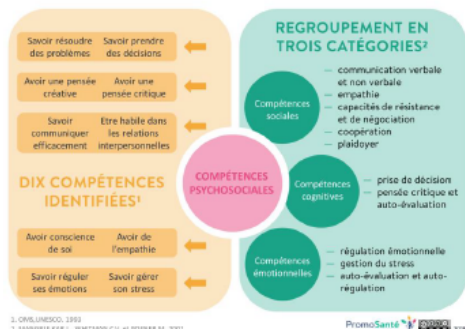 Savoir résoudre
des problèmes
Savoir prendre
des décisions
Avoir une pensée
créative
Avoir une
pensée critique
Savoir
communiquer
efficacement
Etre habile dans
les relations
interpersonnelles
DIX COMPÉTENCES
IDENTIFIÉES¹
Avoir conscience
de soi
Avoir de
l'empathie
Savoir réguler
ses émotions
Savoir gérer
son stress
COMPÉTENCES
PSYCHOSOCIALES
REGROUPEMENT EN
TROIS CATÉGORIES²
Compétences
sociales
— communication verbale
et non verbale
— empathie
— capacités de résistance
et de négociation
— coopération
— plaidoyer
Compétences
cognitives
— prise de décision
— pensée critique et
auto-évaluation
Compétences
émotionnelles
— régulation émotionnelle
— gestion du stress
— auto-évaluation et auto-
régulation
1. OMS, UNESCO, 1993
PromoSanté